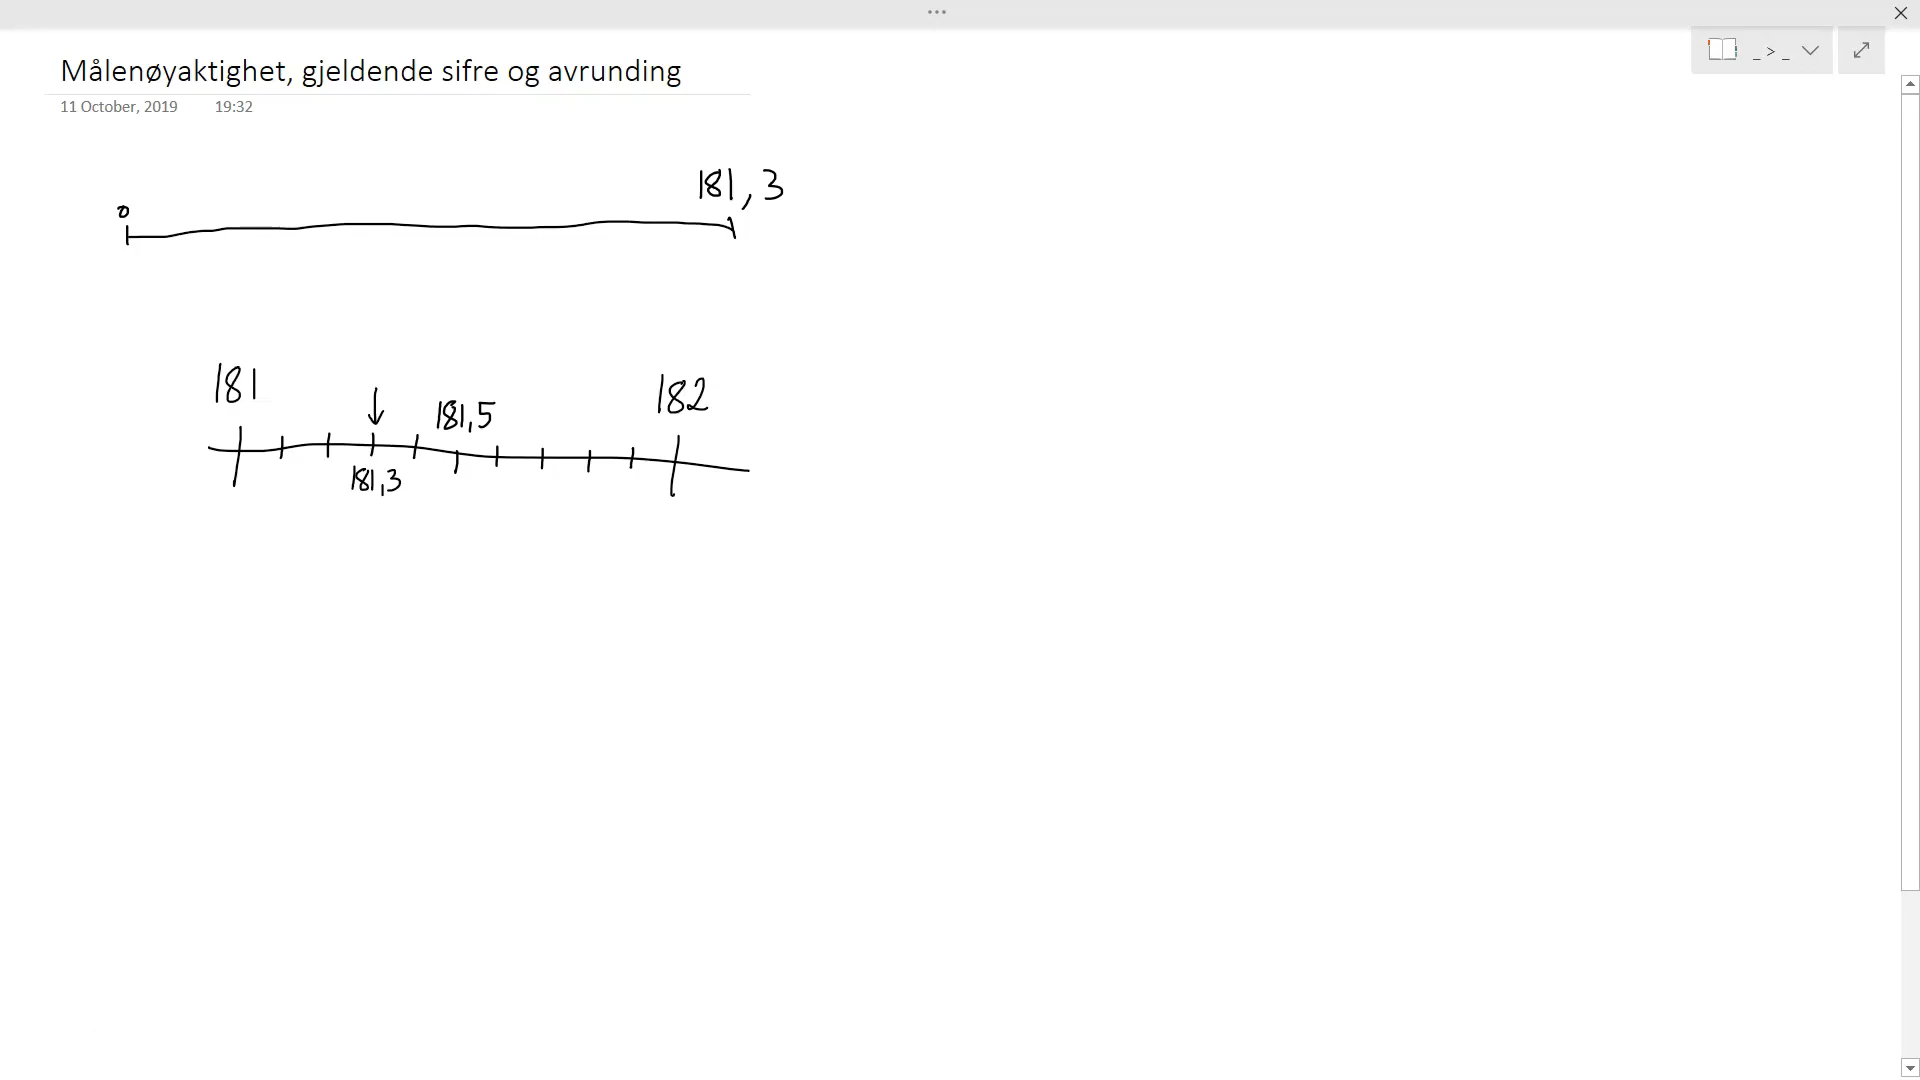 Målenøyaktighet, gjeldende sifre og avrunding
11 October, 2019 19:32
181,3
0
181 182
181,5
181,3